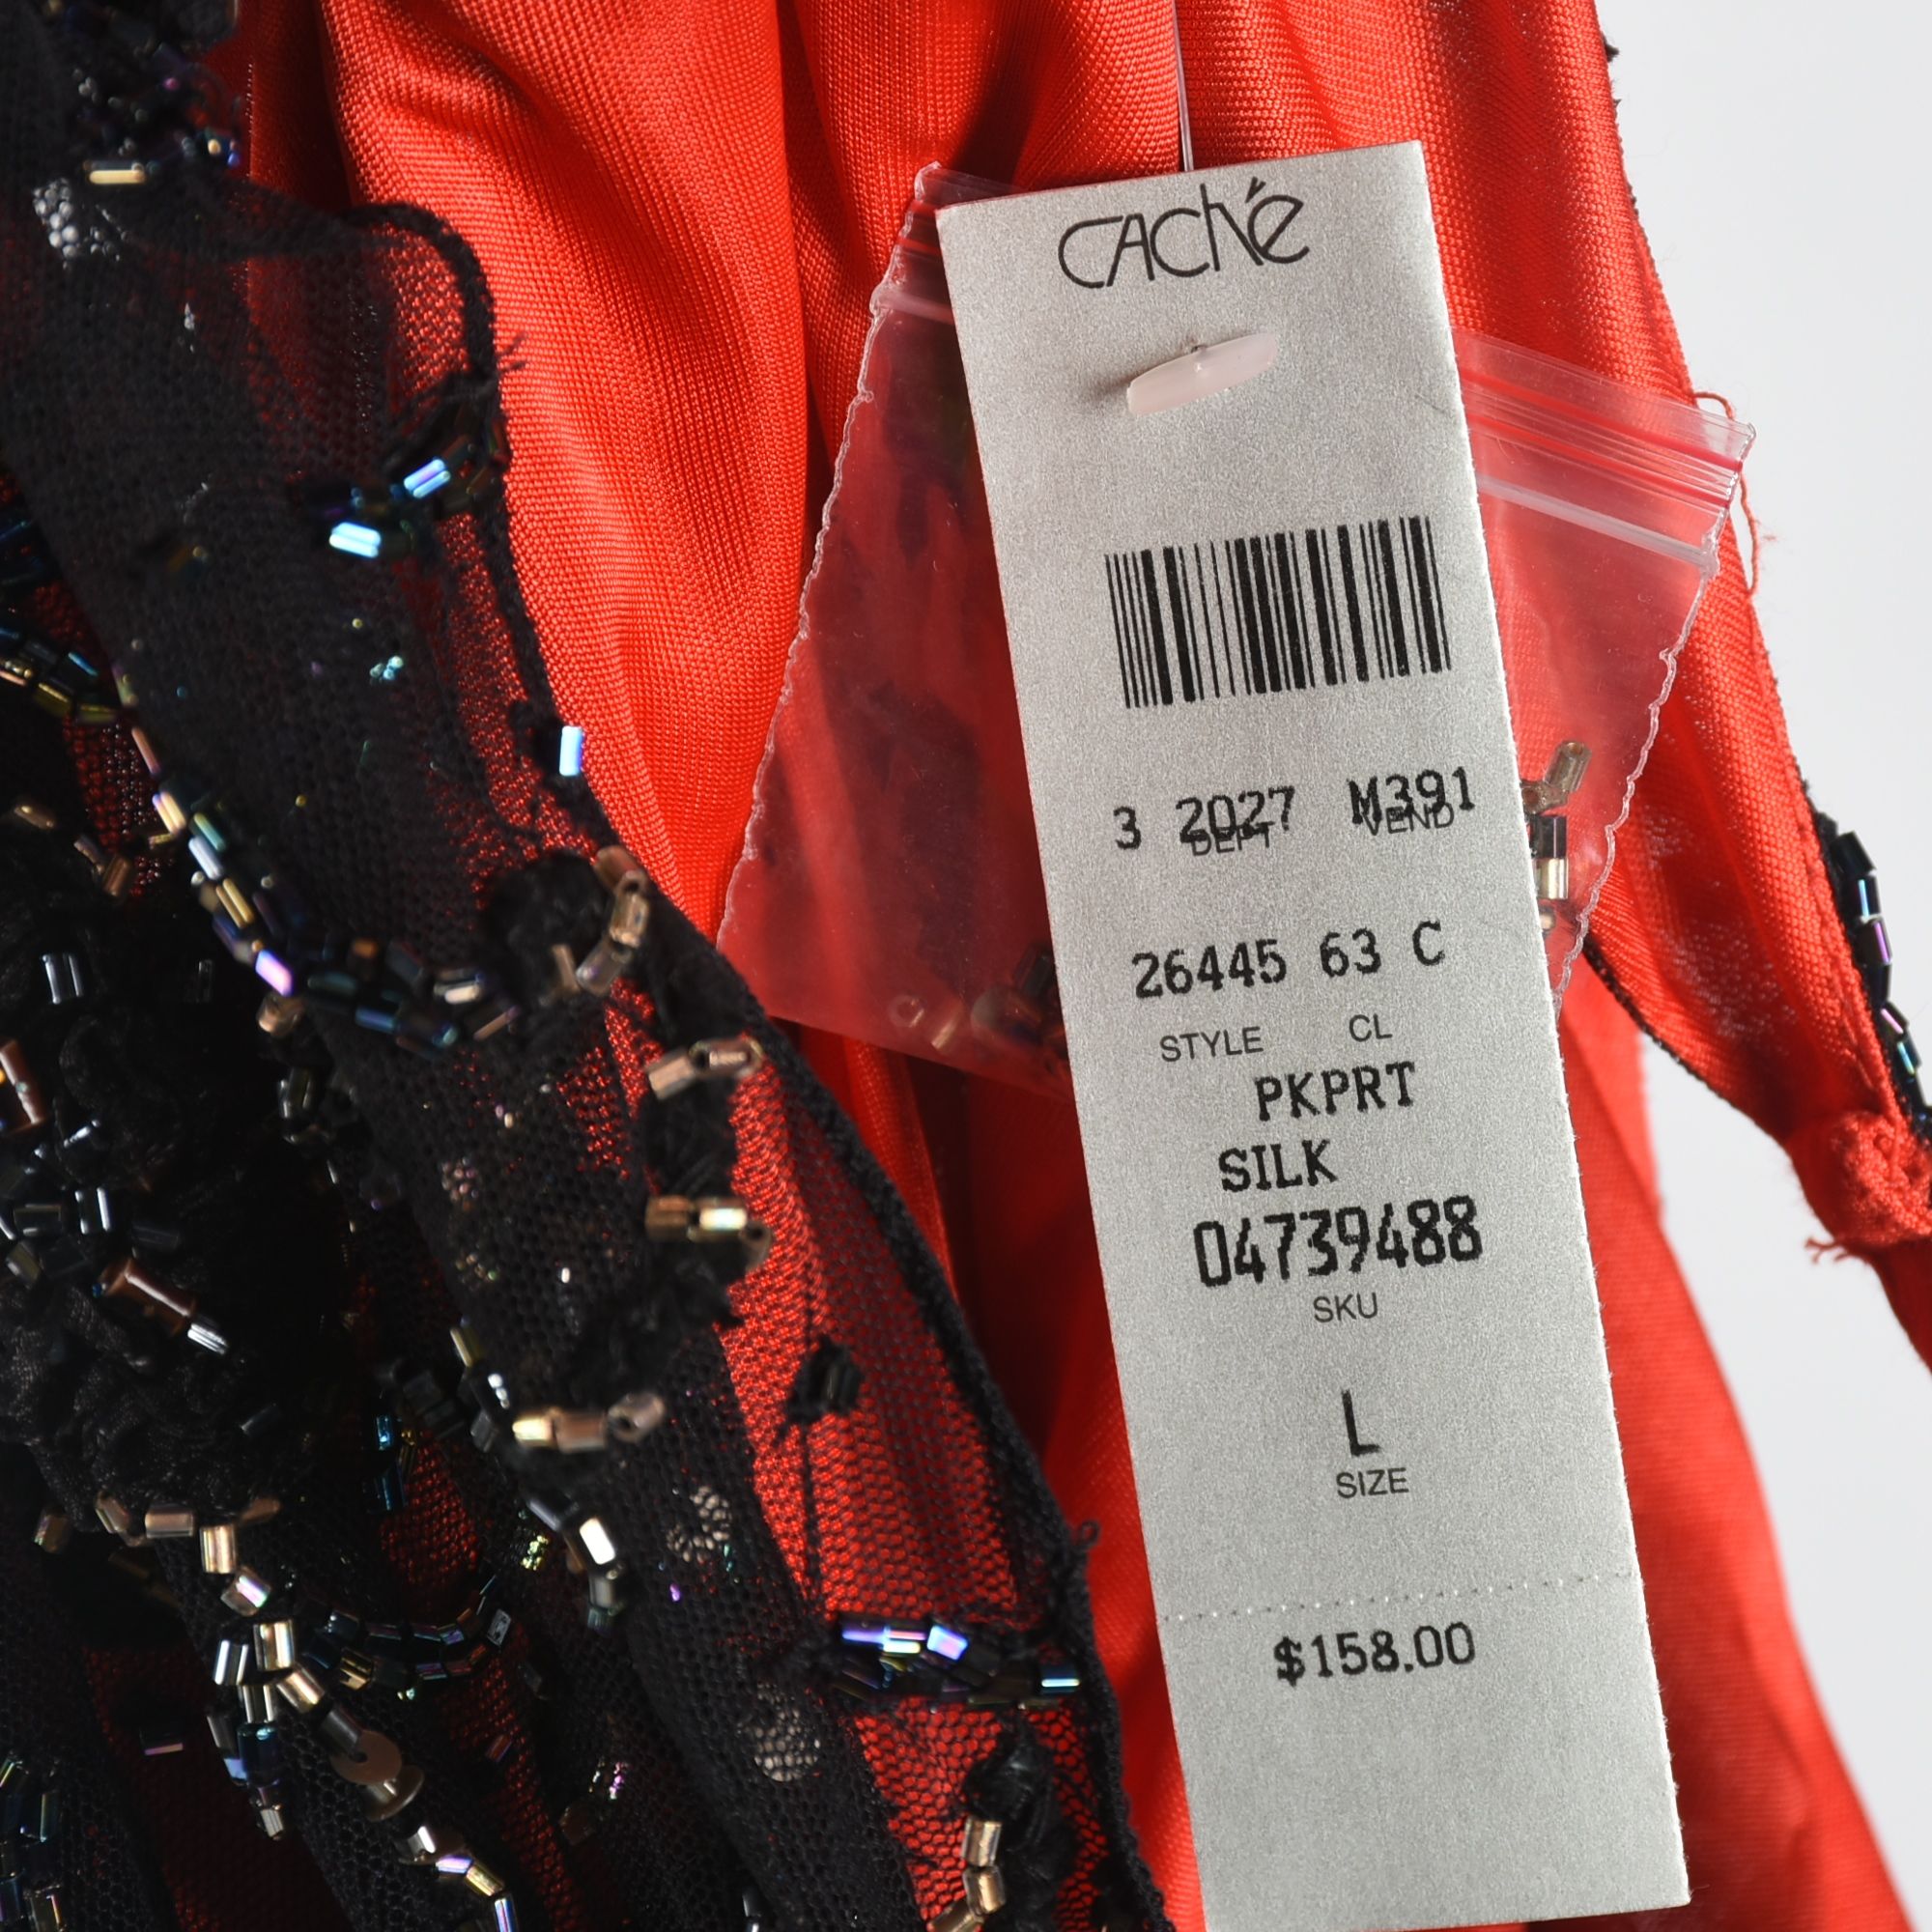 CACHÉ
3 2027 M391
DEPT VEND
26445 63 C
STYLE CL
PKPRT
SILK
04739488
SKU
L
SIZE
$158.00